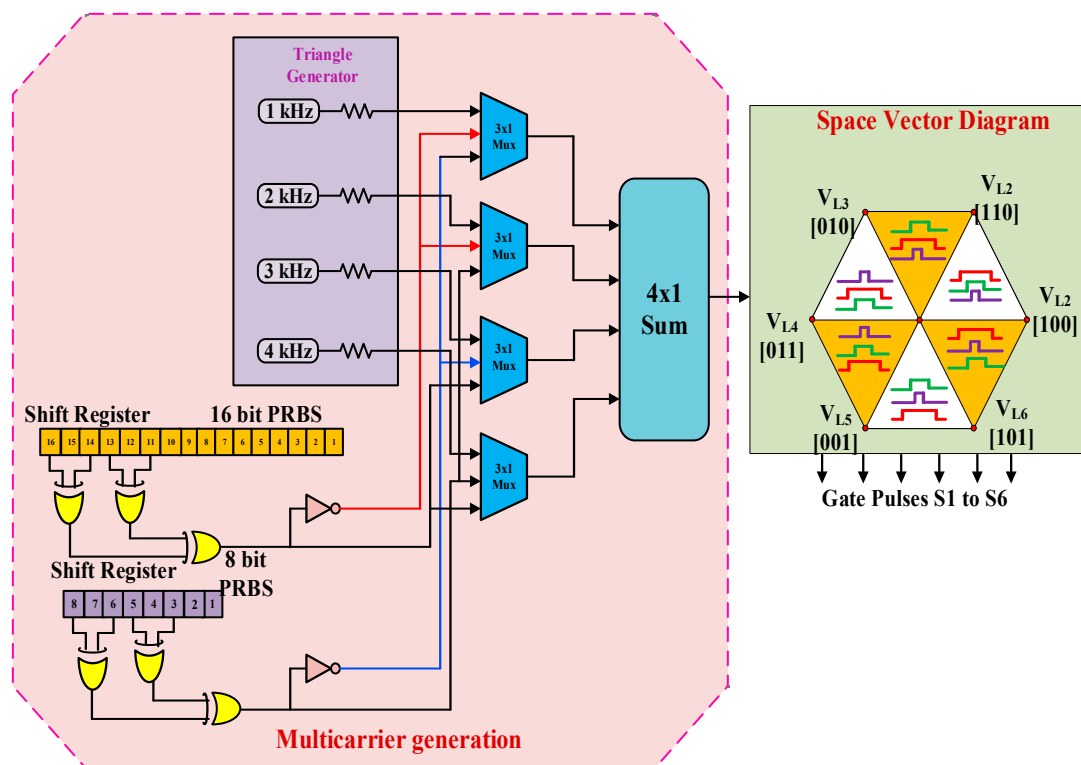 Triangle
Generator
1 kHz
2 kHz
3 kHz
4 kHz
3x1
Mux
3x1
Mux
3x1
Mux
3x1
Mux
4x1
Sum
Shift Register
16 bit PRBS
16 15 14 13 12 11 10 9 8 7 6 5 4 3 2 1
8 bit
PRBS
Shift Register
8 7 6 5 4 3 2 1
Multicarrier generation
Space Vector Diagram
VL3
[010]
VL2
[110]
VL4
[011]
VL2
[100]
VL5
[001]
VL6
[101]
Gate Pulses S1 to S6